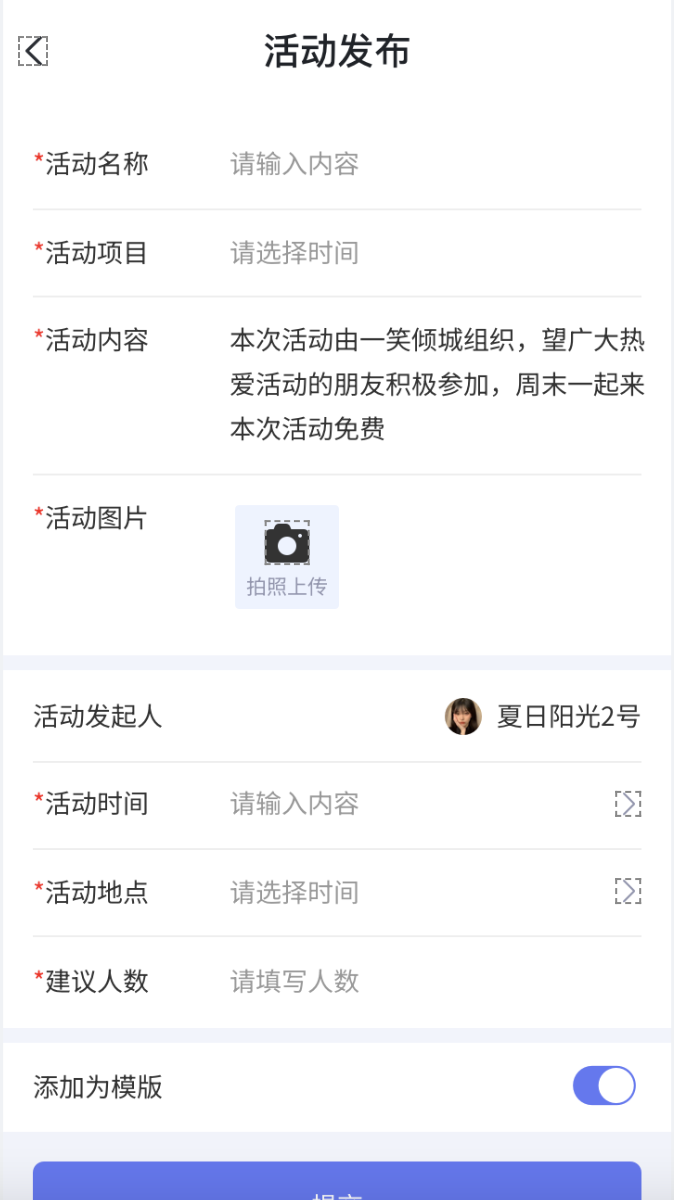 活动发布
*活动名称 请输入内容
*活动项目 请选择时间
*活动内容 本次活动由一笑倾城组织，望广大热
爱活动的朋友积极参加，周末一起来
本次活动免费
*活动图片
拍照上传
活动发起人 夏日阳光2号
*活动时间 请输入内容
*活动地点 请选择时间
*建议人数 请填写人数
添加为模版